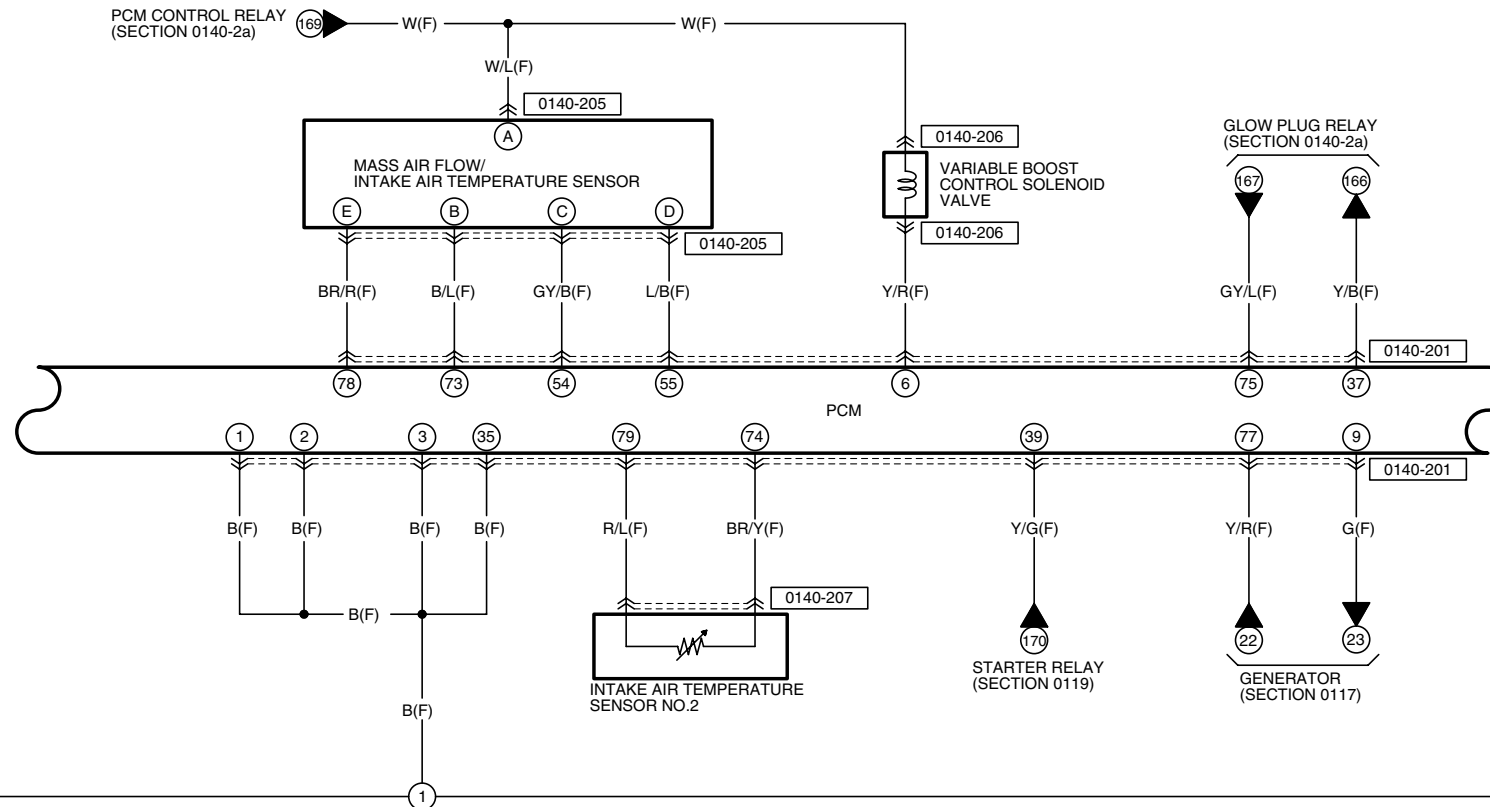 PCM CONTROL RELAY
(SECTION 0140-2a)
169
W(F)
W(F)
W/L(F)
0140-205
A
MASS AIR FLOW/
INTAKE AIR TEMPERATURE SENSOR
E
B
C
D
0140-205
0140-206
VARIABLE BOOST
CONTROL SOLENOID
VALVE
0140-206
GLOW PLUG RELAY
(SECTION 0140-2a)
167
166
BR/R(F)
B/L(F)
GY/B(F)
L/B(F)
Y/R(F)
GY/L(F)
Y/B(F)
0140-201
78
73
54
55
6
75
37
PCM
1
2
3
35
79
74
39
77
9
0140-201
B(F)
B(F)
B(F)
B(F)
R/L(F)
BR/Y(F)
Y/G(F)
Y/R(F)
G(F)
B(F)
0140-207
INTAKE AIR TEMPERATURE
SENSOR NO.2
170
STARTER RELAY
(SECTION 0119)
22
23
GENERATOR
(SECTION 0117)
B(F)
1